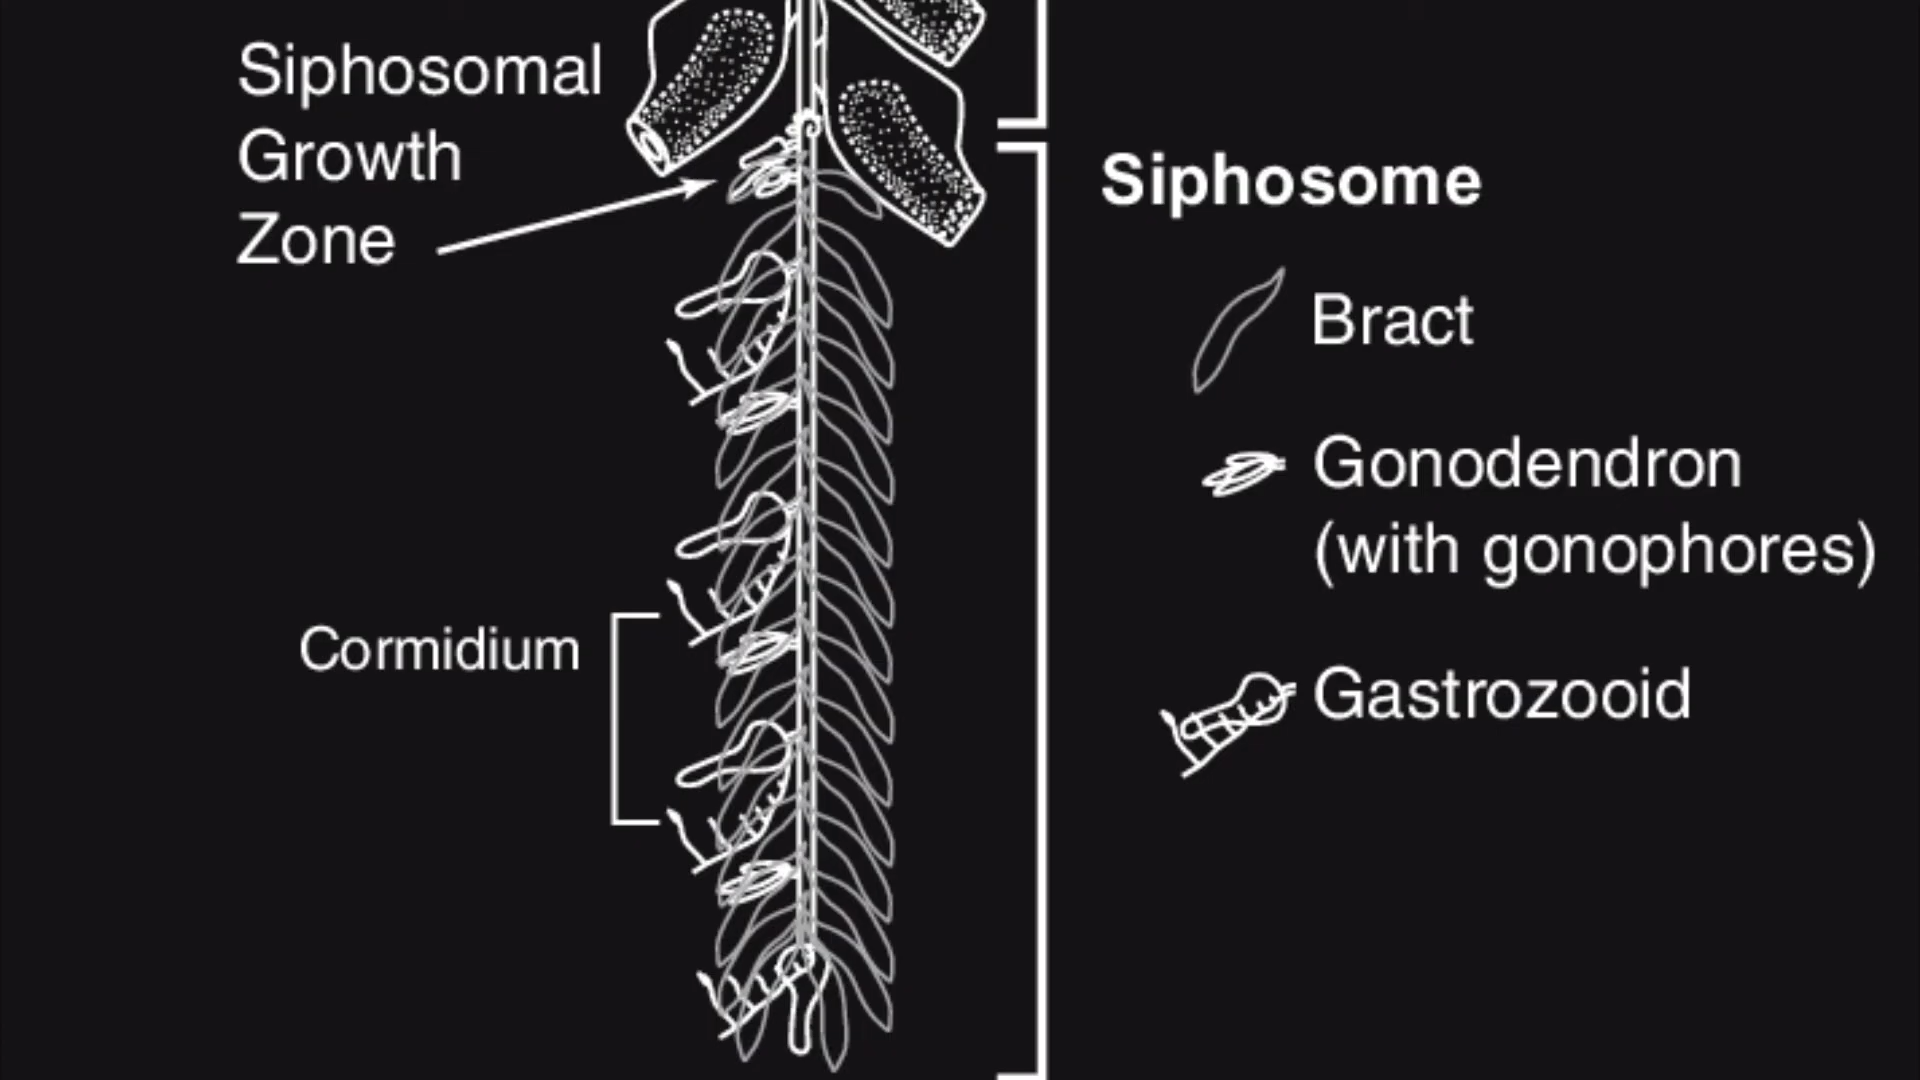 Siphosomal
Growth
Zone
Siphosome
Bract
Gonodendron
(with gonophores)
Cormidium
Gastrozooid